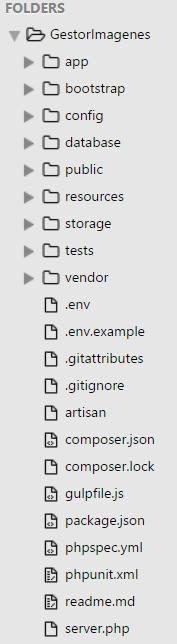 FOLDERS
GestorImagenes
app
bootstrap
config
database
public
resources
storage
tests
vendor
.env
.env.example
.gitattributes
.gitignore
artisan
composer.json
composer.lock
gulpfile.js
package.json
phpspec.yml
phpunit.xml
readme.md
server.php